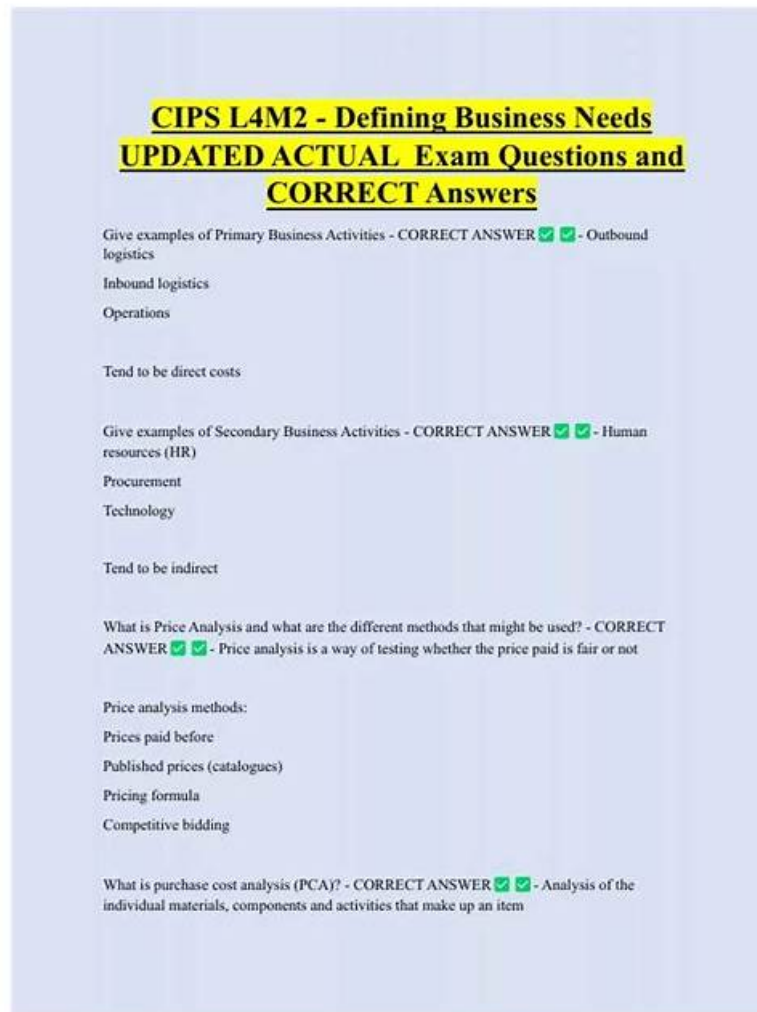 CIPS L4M2 - Defining Business Needs
UPDATED ACTUAL Exam Questions and
CORRECT Answers
Give examples of Primary Business Activities - CORRECT ANSWER ✅ ✅ - Outbound
logistics
Inbound logistics
Operations
Tend to be direct costs
Give examples of Secondary Business Activities - CORRECT ANSWER ✅ ✅ - Human
resources (HR)
Procurement
Technology
Tend to be indirect
What is Price Analysis and what are the different methods that might be used? - CORRECT
ANSWER ✅ ✅ - Price analysis is a way of testing whether the price paid is fair or not
Price analysis methods:
Prices paid before
Published prices (catalogues)
Pricing formula
Competitive bidding
What is purchase cost analysis (PCA)? - CORRECT ANSWER ✅ ✅ - Analysis of the
individual materials, components and activities that make up an item